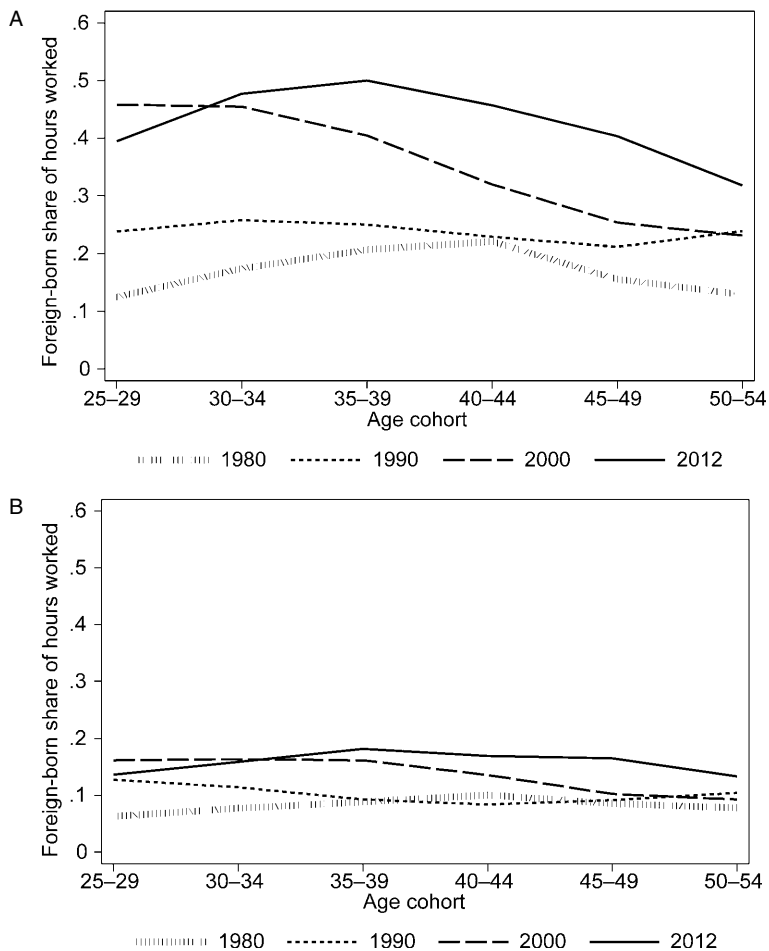 A
Foreign-born share of hours worked
.6
.5
.4
.3
.2
.1
0
25–29 30–34 35–39 40–44 45–49 50–54
Age cohort
1980 1990 2000 2012
B
Foreign-born share of hours worked
.6
.5
.4
.3
.2
.1
0
25–29 30–34 35–39 40–44 45–49 50–54
Age cohort
1980 1990 2000 2012